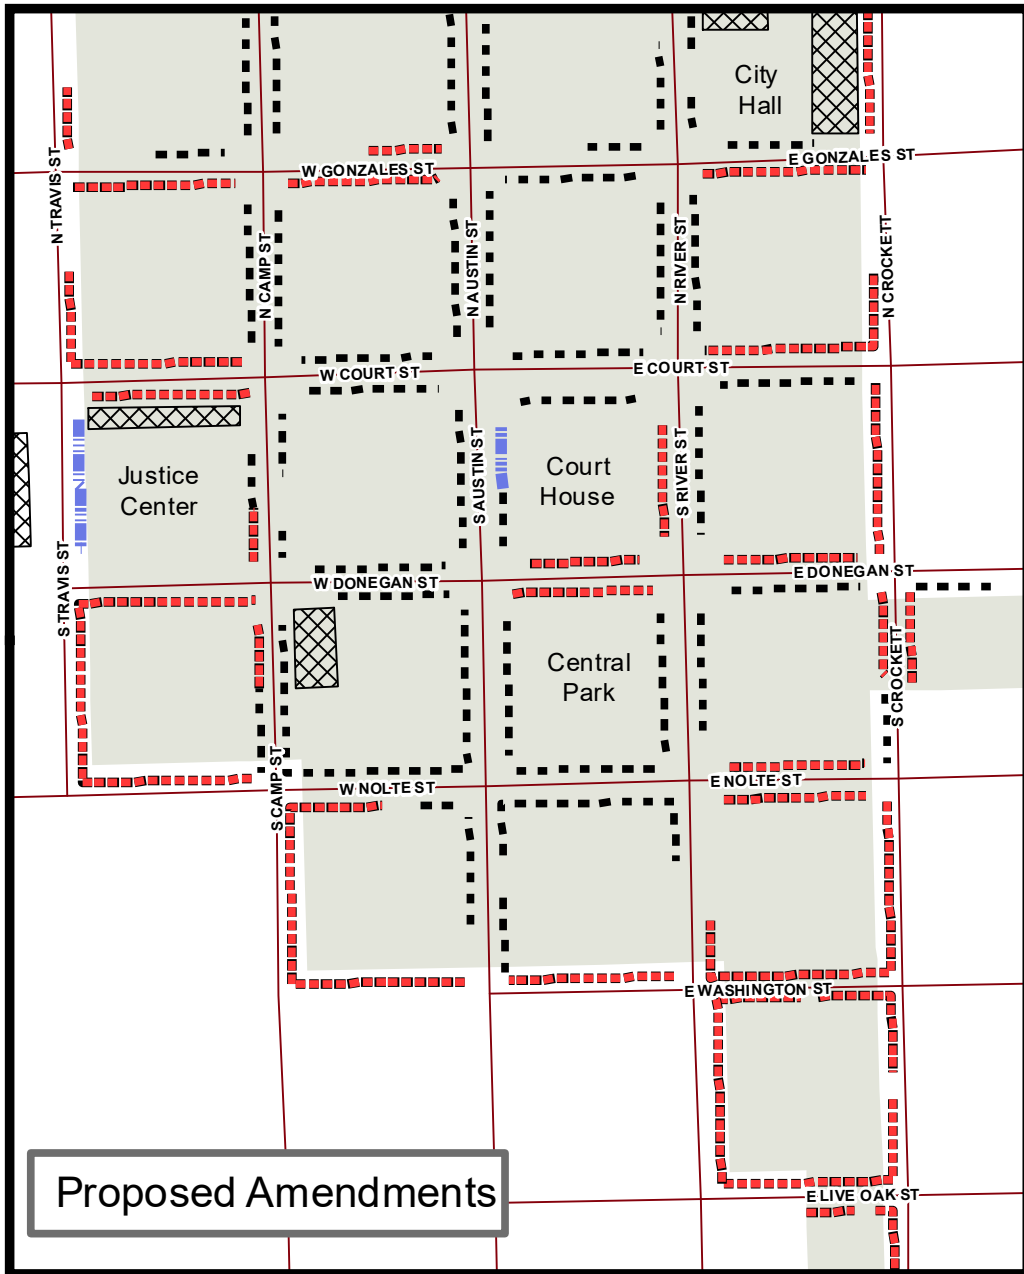 City
Hall
E GONZALES ST
W GONZALES ST
N TRAVIS ST
N CAMP ST
N AUSTIN ST
N RIVER ST
N CROCKETT
W COURT ST
E COURT ST
Justice
Center
S AUSTIN ST
Court
House
S RIVER ST
S TRAVIS ST
W DONEGAN ST
E DONEGAN ST
Central
Park
S CROCKETT
S CAMP ST
W NOLTE ST
E NOLTE ST
E WASHINGTON ST
Proposed Amendments
E LIVE OAK ST